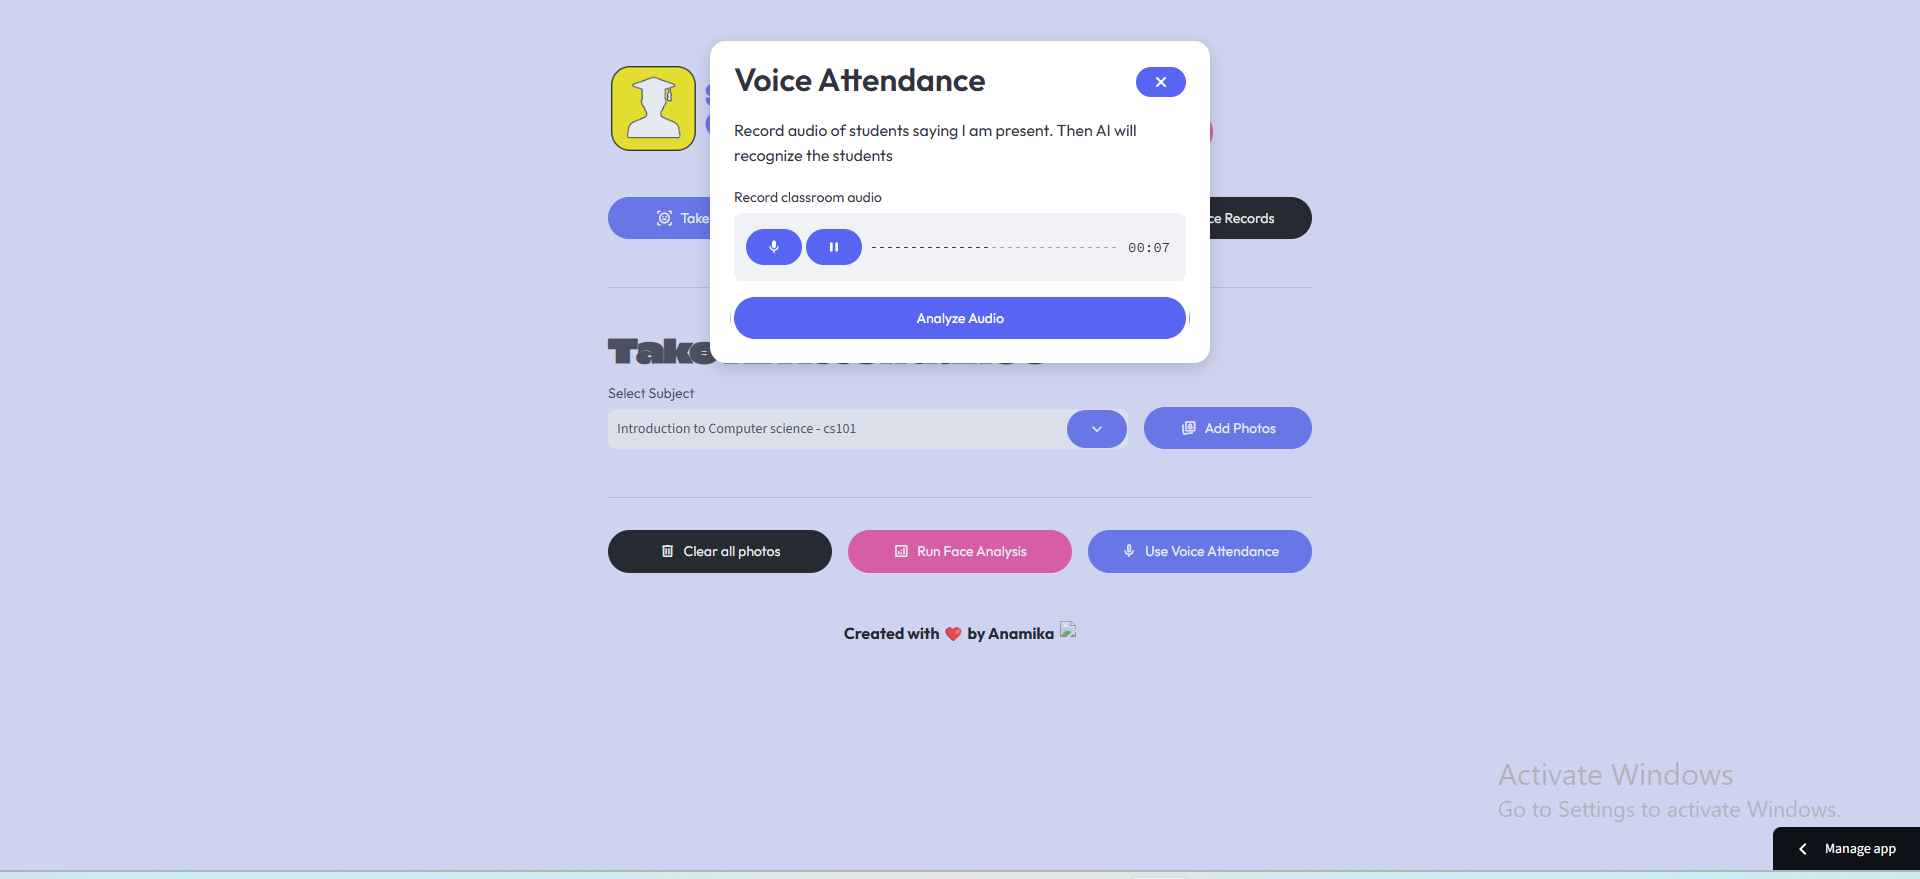 Voice Attendance
Record audio of students saying I am present. Then AI will
recognize the students
Record classroom audio
00:07
Analyze Audio
Take
Records
Take
Select Subject
Introduction to Computer science - cs101
Add Photos
Clear all photos
Run Face Analysis
Use Voice Attendance
Created with ❤️ by Anamika
Activate Windows
Go to Settings to activate Windows.
Manage app